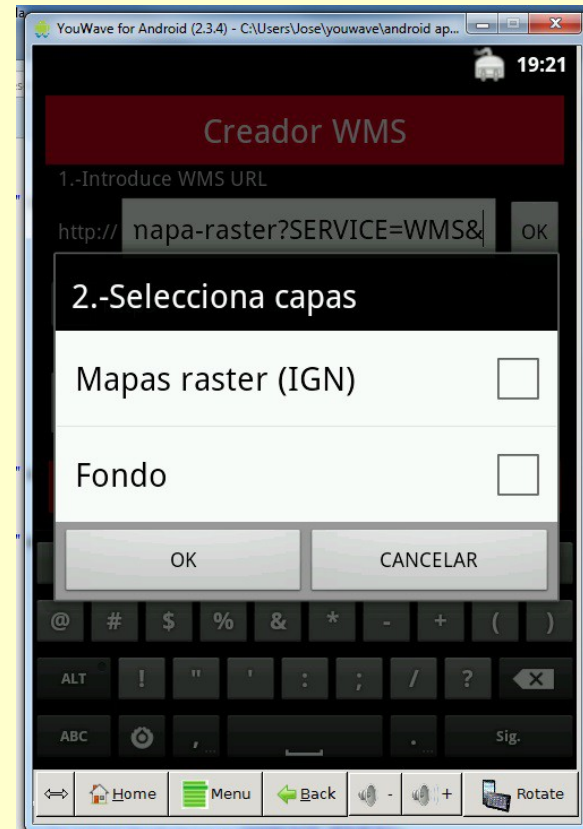 YouWave for Android (2.3.4) - C:\Users\Jose\youwave\android ap...
19:21
Creador WMS
1.-Introduce WMS URL
http:// mapa-raster?SERVICE=WMS& OK
2.-Selecciona capas
Mapas raster (IGN)
Fondo
OK CANCELAR
@ # $ % & * - + ( )
ALT ! " ' : ; / ?
ABC , ... . ... Sig.
Home Menu Back - + Rotate